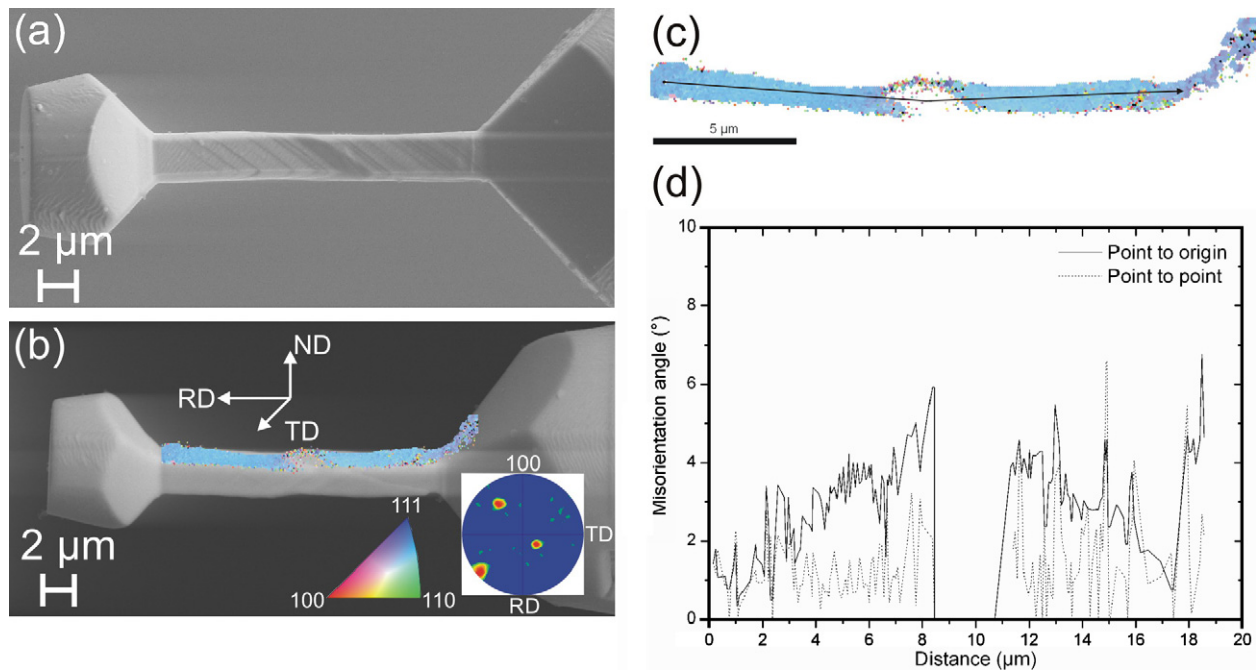 (a)
2 µm
(b)
ND
RD
TD
2 µm
111
100
110
100
TD
RD
(c)
5 µm
(d)
Point to origin
Point to point
Misorientation angle (°)
10
8
6
4
2
0
0 2 4 6 8 10 12 14 16 18 20
Distance (µm)